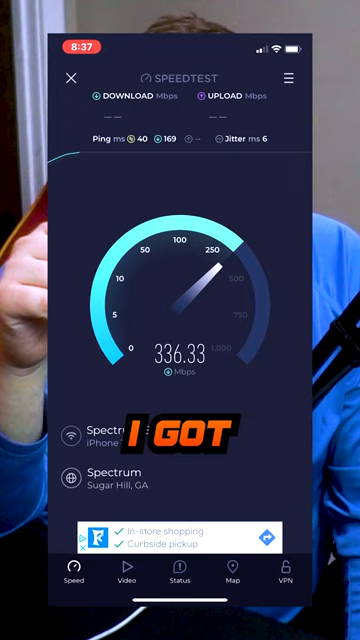 8:37
SPEEDTEST
DOWNLOAD Mbps UPLOAD Mbps
— — — —
Ping ms 40 169 -- Jitter ms 6
0
5
10
50
100
250
500
750
1,000
336.33
Mbps
Spectru
iPhone
I GOT
Spectrum
Sugar Hill, GA
In-store shopping
Curbside pickup
Speed Video Status Map VPN